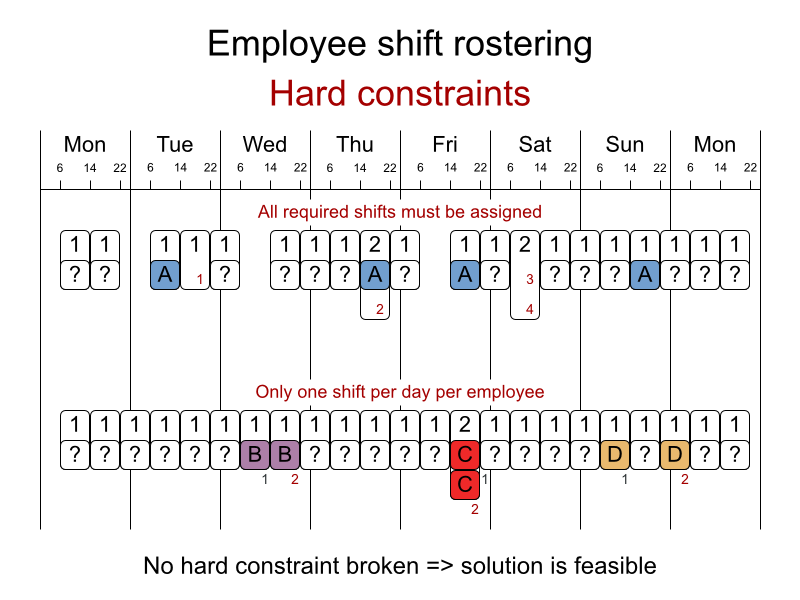 Employee shift rostering
Hard constraints
Mon Tue Wed Thu Fri Sat Sun Mon
6 14 22 6 14 22 6 14 22 6 14 22 6 14 22 6 14 22 6 14 22 6 14 22
All required shifts must be assigned
1 1 1 1 1 1 1 1 2 1 1 1 2 1 1 1 1 1 1 1
? ? A 1 ? ? ? ? A ? A ? 3 ? ? ? A ? ? ?
2 4
Only one shift per day per employee
1 1 1 1 1 1 1 1 1 1 1 1 1 2 1 1 1 1 1 1 1 1 1
? ? ? ? ? ? B B ? ? ? ? ? C ? ? ? ? D ? D ? ?
1 2 C 1 1 2
2
No hard constraint broken => solution is feasible